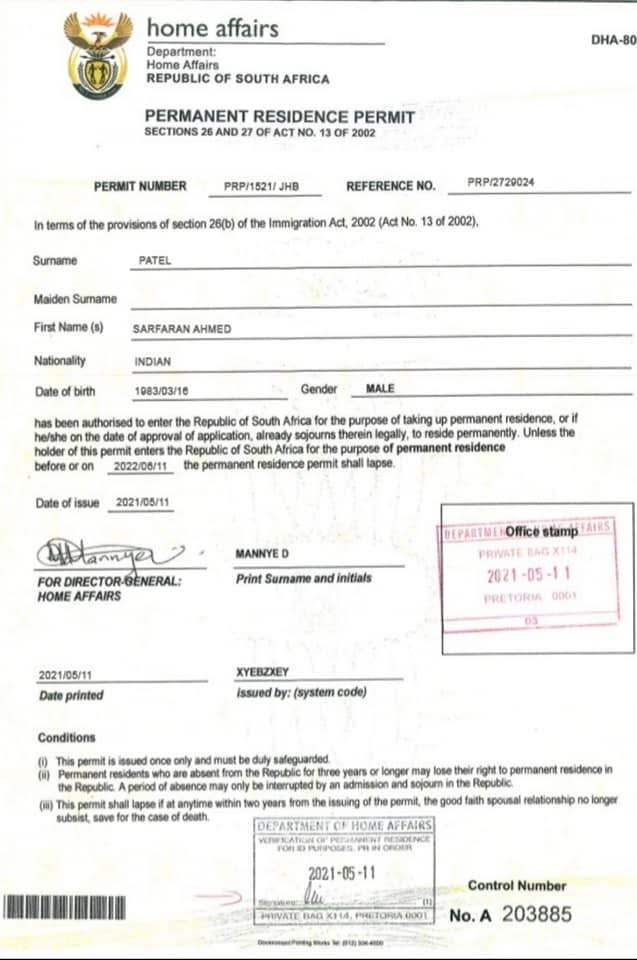 home affairs
DHA-80
Department:
Home Affairs
REPUBLIC OF SOUTH AFRICA
PERMANENT RESIDENCE PERMIT
SECTIONS 26 AND 27 OF ACT NO. 13 OF 2002
PERMIT NUMBER PRP/1521/ JHB REFERENCE NO. PRP/2729024
In terms of the provisions of section 26(b) of the Immigration Act, 2002 (Act No. 13 of 2002),
Surname PATEL
Maiden Surname
First Name (s) SARFARAN AHMED
Nationality INDIAN
Date of birth 1983/03/16 Gender MALE
has been authorised to enter the Republic of South Africa for the purpose of taking up permanent residence, or if
he/she on the date of approval of application, already sojourns therein legally, to reside permanently. Unless the
holder of this permit enters the Republic of South Africa for the purpose of permanent residence
before or on 2022/05/11 the permanent residence permit shall lapse.
Date of issue 2021/05/11
DEPARTMENT HOME AFFAIRS
Office stamp
PRIVATE BAG X114
2021-05-11
PRETORIA 0001
03
Mannyer
MANNYE D
FOR DIRECTOR-GENERAL: Print Surname and initials
HOME AFFAIRS
2021/05/11 XYEBZXEY
Date printed issued by: (system code)
Conditions
(i) This permit is issued once only and must be duly safeguarded.
(ii) Permanent residents who are absent from the Republic for three years or longer may lose their right to permanent residence in
the Republic. A period of absence may only be interrupted by an admission and sojourn in the Republic.
(iii) This permit shall lapse if at anytime within two years from the issuing of the permit, the good faith spousal relationship no longer
subsist, save for the case of death.
DEPARTMENT OF HOME AFFAIRS
VERIFICATION OF PERMANENT RESIDENCE
FOR ID PURPOSES. PR IN ORDER
2021-05-11
Signature: (1)
PRIVATE BAG X114, PRETORIA 0001
Control Number
No. A 203885
Government Printing Works Tel: